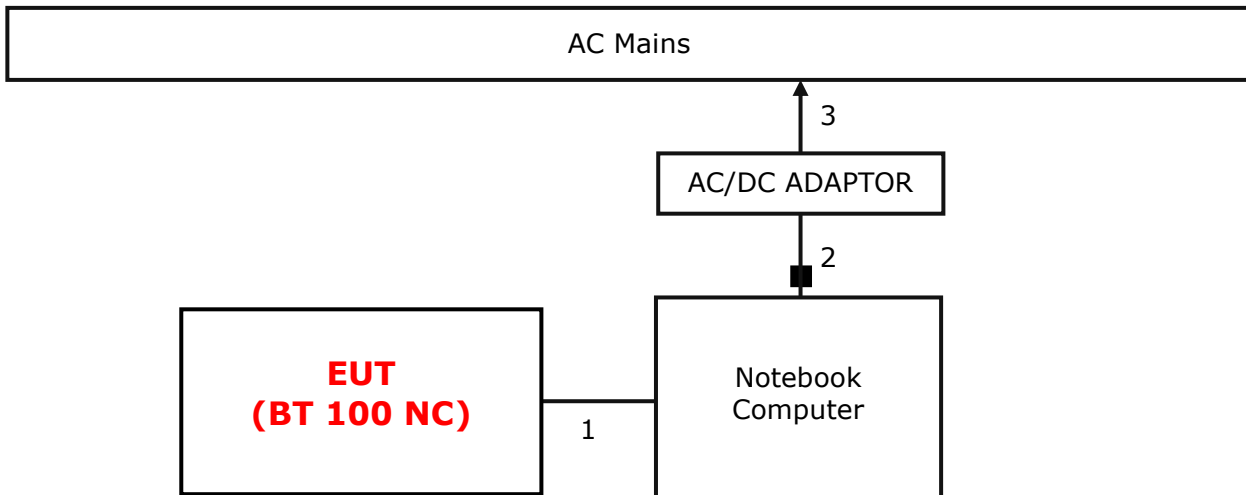 AC Mains
3
AC/DC ADAPTOR
2
EUT
(BT 100 NC)
1
Notebook
Computer